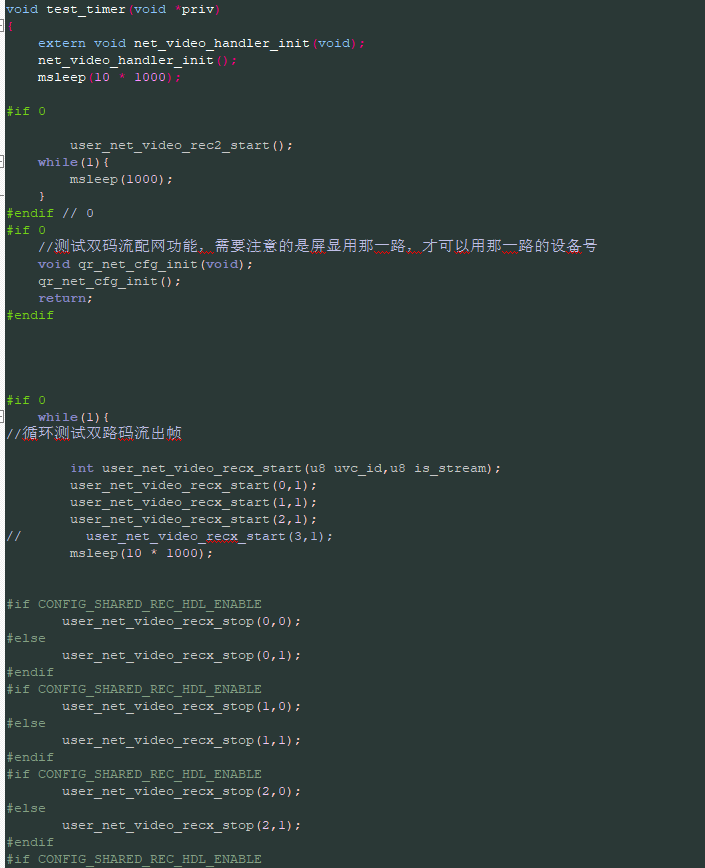 void test_timer(void *priv)
{
extern void net_video_handler_init(void);
net_video_handler_init();
msleep(10 * 1000);
#if 0
user_net_video_rec2_start();
while(1){
msleep(1000);
}
#endif // 0
#if 0
//测试双码流配网功能，需要注意的是屏显用那一路，才可以用那一路的设备号
void qr_net_cfg_init(void);
qr_net_cfg_init();
return;
#endif
#if 0
while(1){
//循环测试双路码流出帧
int user_net_video_recx_start(u8 uvc_id,u8 is_stream);
user_net_video_recx_start(0,1);
user_net_video_recx_start(1,1);
user_net_video_recx_start(2,1);
// user_net_video_recx_start(3,1);
msleep(10 * 1000);
#if CONFIG_SHARED_REC_HDL_ENABLE
user_net_video_recx_stop(0,0);
#else
user_net_video_recx_stop(0,1);
#endif
#if CONFIG_SHARED_REC_HDL_ENABLE
user_net_video_recx_stop(1,0);
#else
user_net_video_recx_stop(1,1);
#endif
#if CONFIG_SHARED_REC_HDL_ENABLE
user_net_video_recx_stop(2,0);
#else
user_net_video_recx_stop(2,1);
#endif
#if CONFIG_SHARED_REC_HDL_ENABLE